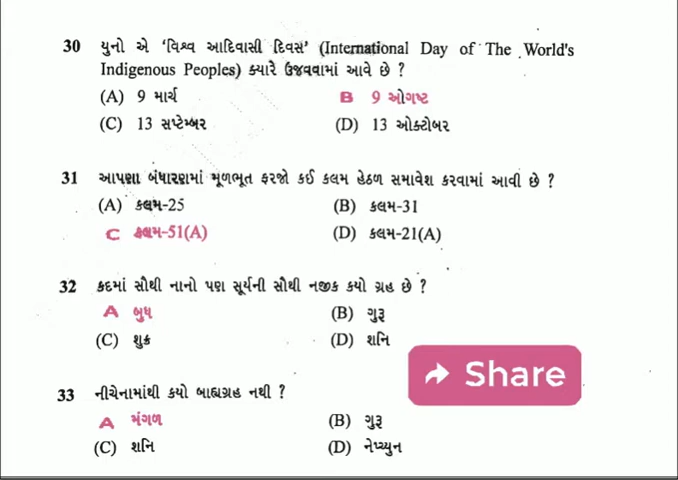 30 યુનો એ 'વિશ્વ આદિવાસી દિવસ' (International Day of The World's
Indigenous Peoples) ક્યારે ઉજવવામાં આવે છે ?
(A) 9 માર્ચ B 9 ઓગષ્ટ
(C) 13 સપ્ટેમ્બર (D) 13 ઓક્ટોબર
31 આપણા બંધારણમાં મૂળભૂત ફરજો કઈ કલમ હેઠળ સમાવેશ કરવામાં આવી છે ?
(A) કલમ-25 (B) કલમ-31
C કલમ-51(A) (D) કલમ-21(A)
32 કદમાં સૌથી નાનો પણ સૂર્યની સૌથી નજીક કયો ગ્રહ છે ?
A બુધ (B) ગુરૂ
(C) શુક્ર (D) શનિ
Share
33 નીચેનામાંથી કયો બાહ્યગ્રહ નથી ?
A મંગળ (B) ગુરૂ
(C) શનિ (D) નેપ્ચ્યુન